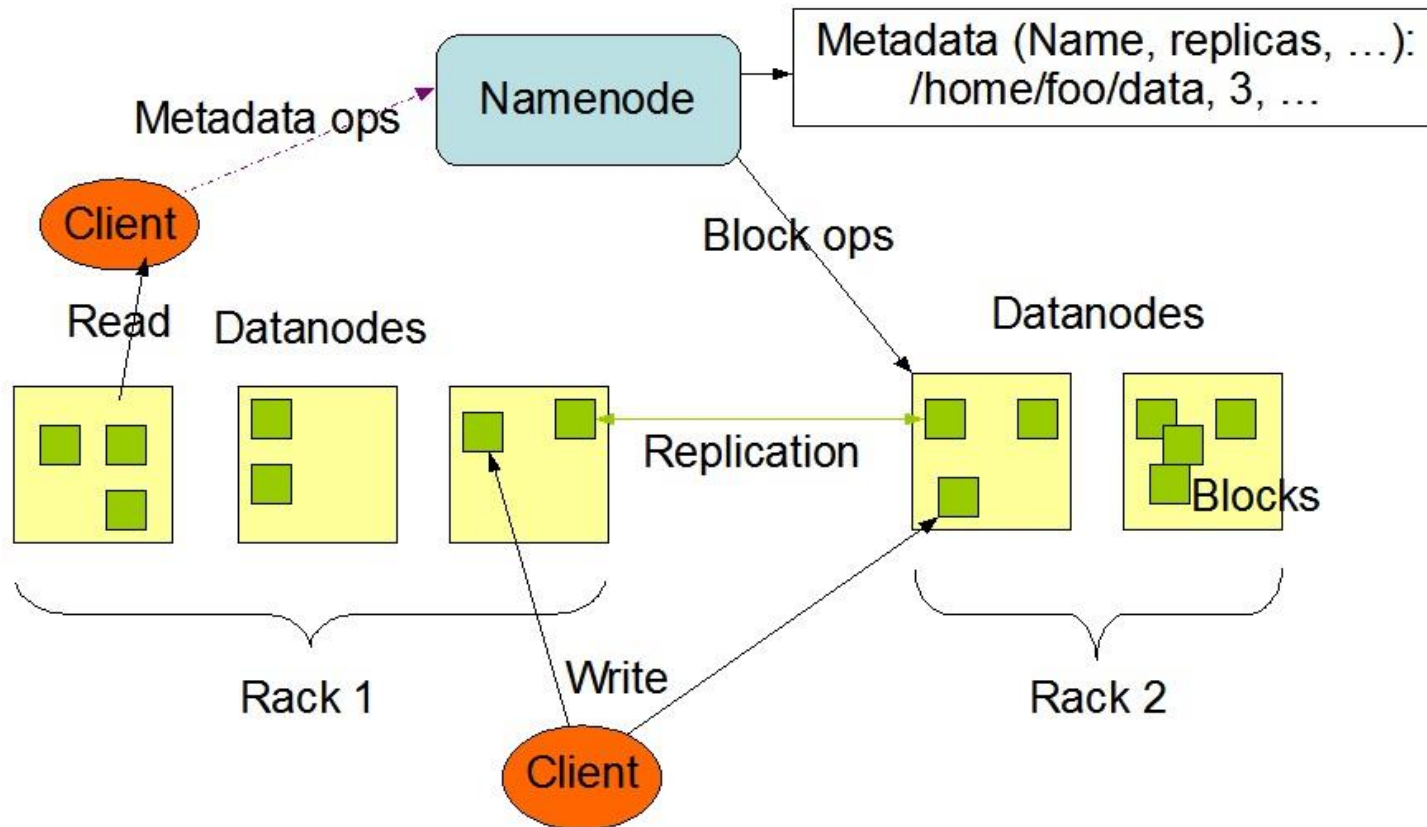 Metadata (Name, replicas, …):
/home/foo/data, 3, …
Namenode
Metadata ops
Client
Block ops
Read
Datanodes
Datanodes
Replication
Blocks
Rack 1
Write
Rack 2
Client